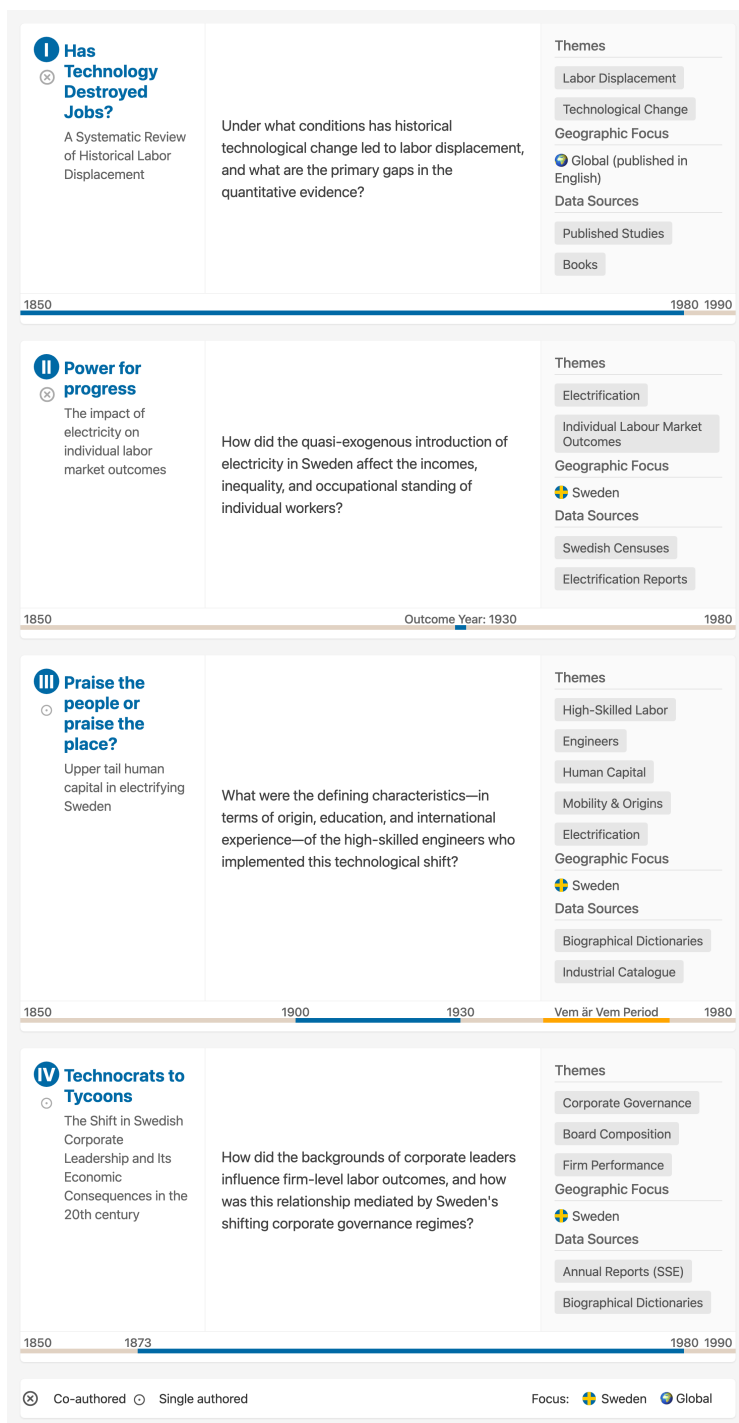 I Has
Technology
Destroyed
Jobs?
A Systematic Review
of Historical Labor
Displacement
Under what conditions has historical
technological change led to labor displacement,
and what are the primary gaps in the
quantitative evidence?
Themes
Labor Displacement
Technological Change
Geographic Focus
Global (published in
English)
Data Sources
Published Studies
Books
1850 1980 1990
II Power for
progress
The impact of
electricity on
individual labor
market outcomes
How did the quasi-exogenous introduction of
electricity in Sweden affect the incomes,
inequality, and occupational standing of
individual workers?
Themes
Electrification
Individual Labour Market
Outcomes
Geographic Focus
Sweden
Data Sources
Swedish Censuses
Electrification Reports
1850 Outcome Year: 1930 1980
III Praise the
people or
praise the
place?
Upper tail human
capital in electrifying
Sweden
What were the defining characteristics—in
terms of origin, education, and international
experience—of the high-skilled engineers who
implemented this technological shift?
Themes
High-Skilled Labor
Engineers
Human Capital
Mobility & Origins
Electrification
Geographic Focus
Sweden
Data Sources
Biographical Dictionaries
Industrial Catalogue
1850 1900 1930 Vem är Vem Period 1980
IV Technocrats to
Tycoons
The Shift in Swedish
Corporate
Leadership and Its
Economic
Consequences in the
20th century
How did the backgrounds of corporate leaders
influence firm-level labor outcomes, and how
was this relationship mediated by Sweden's
shifting corporate governance regimes?
Themes
Corporate Governance
Board Composition
Firm Performance
Geographic Focus
Sweden
Data Sources
Annual Reports (SSE)
Biographical Dictionaries
1850 1873 1980 1990
Co-authored Single authored Focus: Sweden Global